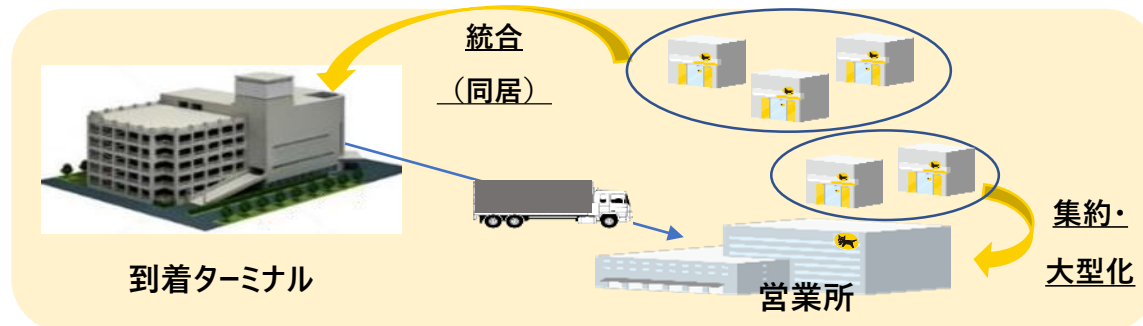 統合
（同居）
到着ターミナル
営業所
集約・
大型化